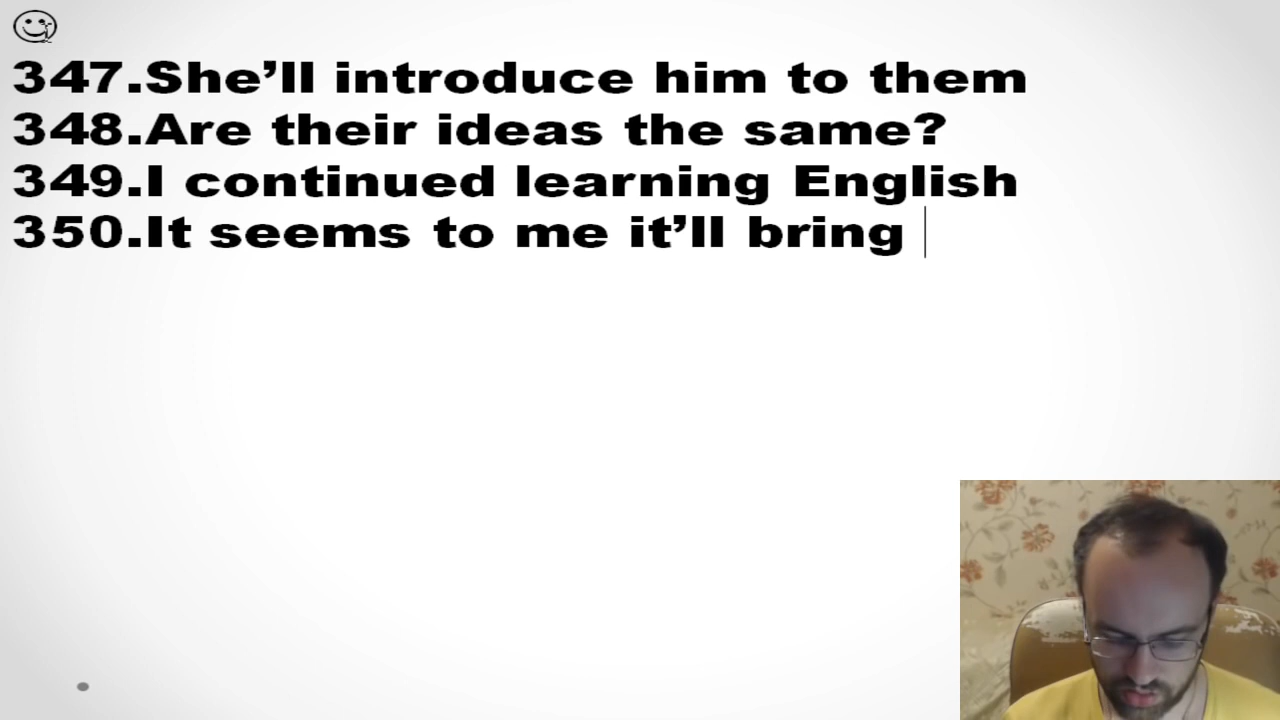 347.She’ll introduce him to them
348.Are their ideas the same?
349.I continued learning English
350.It seems to me it’ll bring